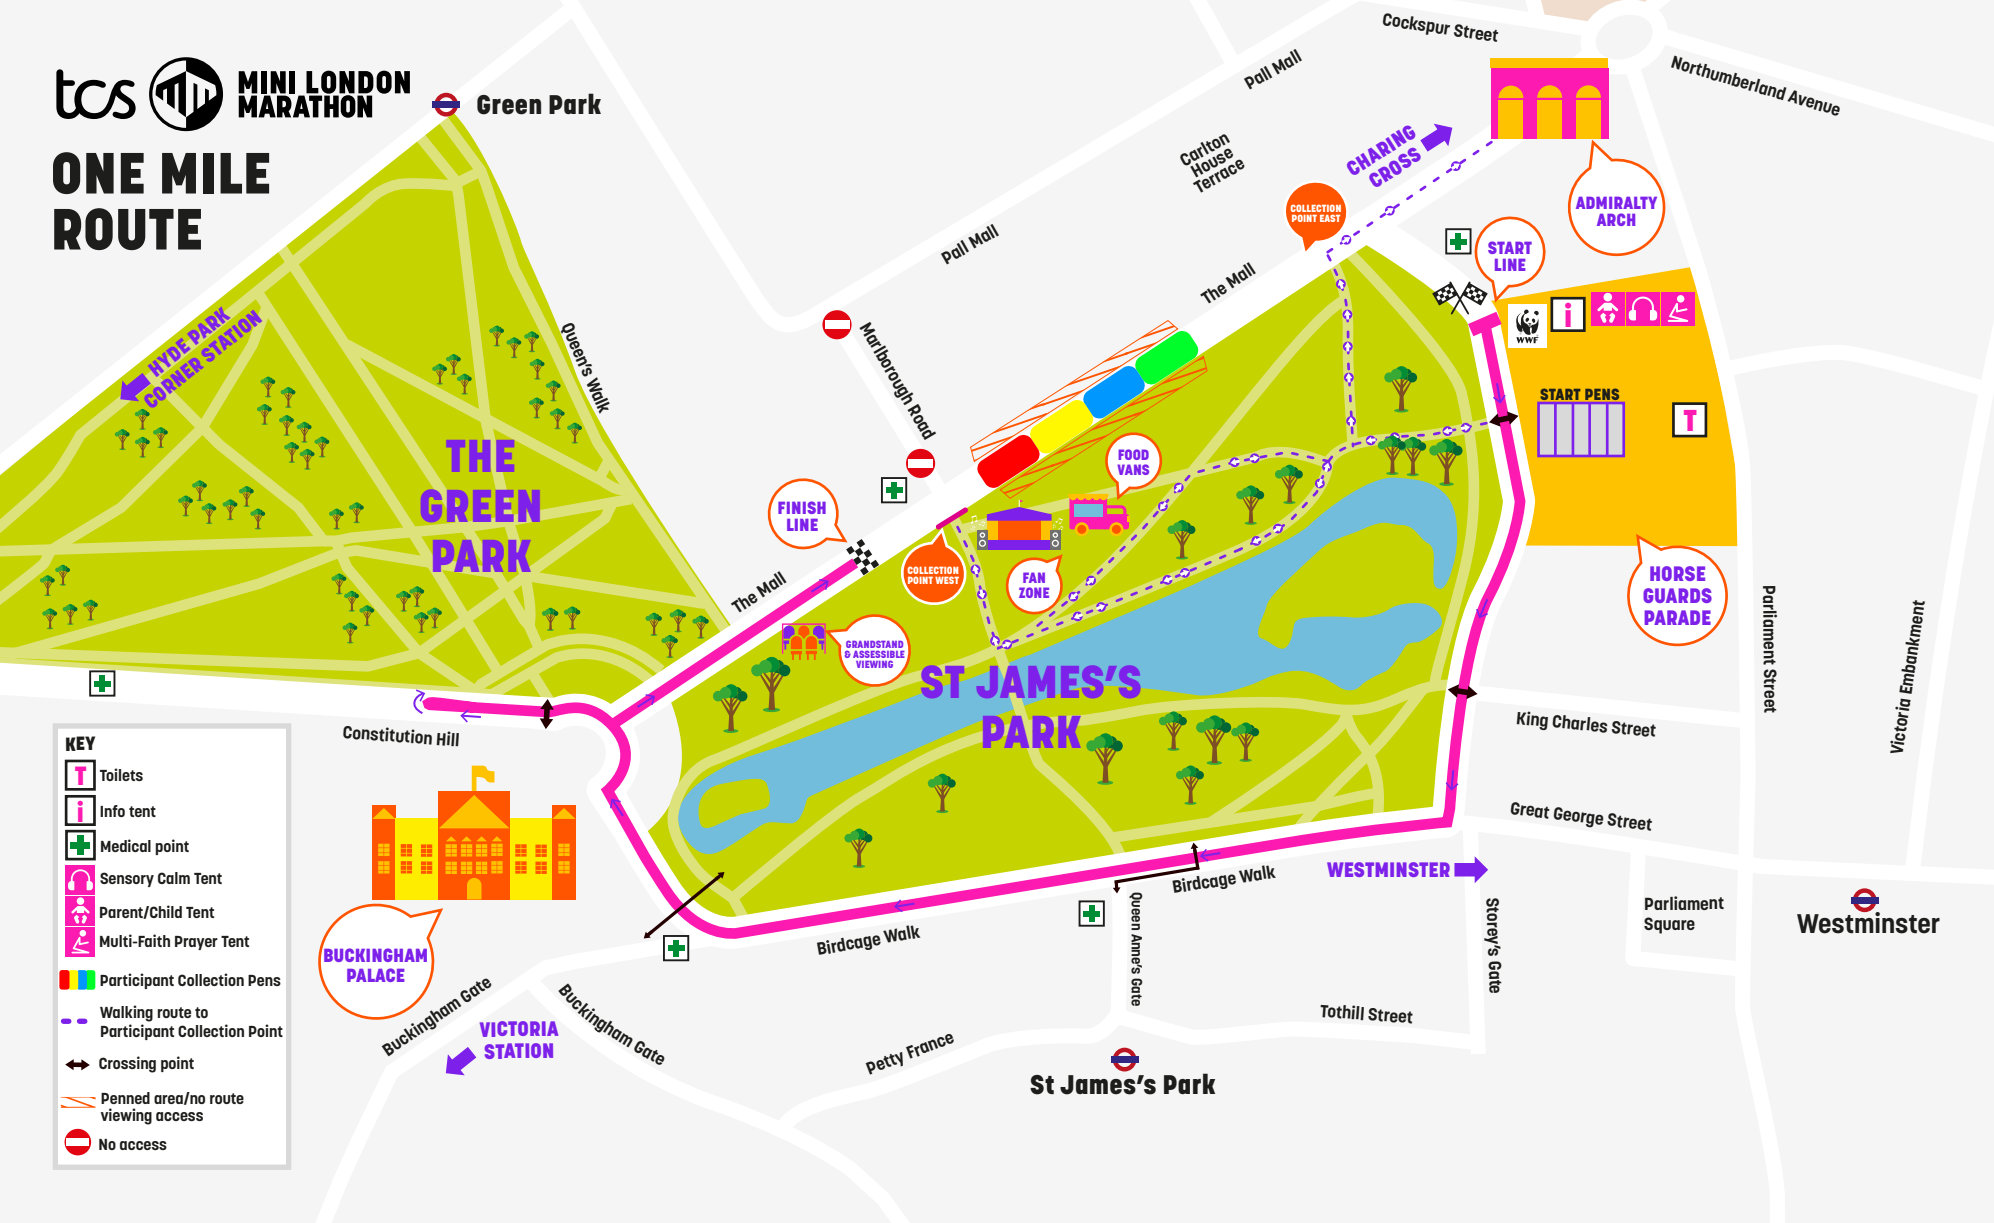 tcs
MINI LONDON
MARATHON
ONE MILE
ROUTE
Green Park
Cockspur Street
Northumberland Avenue
Pall Mall
Carlton
House
Terrace
CHARING
CROSS
COLLECTION
POINT EAST
ADMIRALTY
ARCH
START
LINE
Pall Mall
The Mall
HYDE PARK
CORNER STATION
Queen's Walk
Marlborough Road
WWF
i
START PENS
T
THE
GREEN
PARK
FOOD
VANS
FINISH
LINE
COLLECTION
POINT WEST
FAN
ZONE
The Mall
HORSE
GUARDS
PARADE
GRANDSTAND
& ASSESSIBLE
VIEWING
ST JAMES'S
PARK
Parliament Street
Victoria Embankment
King Charles Street
Great George Street
Constitution Hill
WESTMINSTER
Birdcage Walk
Birdcage Walk
Queen Anne's Gate
Storey's Gate
Parliament
Square
Westminster
BUCKINGHAM
PALACE
Buckingham Gate
Buckingham Gate
VICTORIA
STATION
Petty France
Tothill Street
St James's Park
KEY
T Toilets
i Info tent
Medical point
Sensory Calm Tent
Parent/Child Tent
Multi-Faith Prayer Tent
Participant Collection Pens
Walking route to
Participant Collection Point
Crossing point
Penned area/no route
viewing access
No access